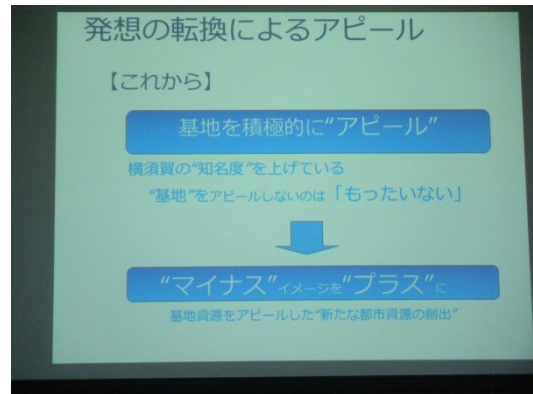 発想の転換によるアピール
【これから】
基地を積極的に“アピール”
横須賀の“知名度”を上げている
“基地”をアピールしないのは「もったいない」
“マイナス”イメージを“プラス”に
基地資源をアピールした“新たな都市資源の創出”